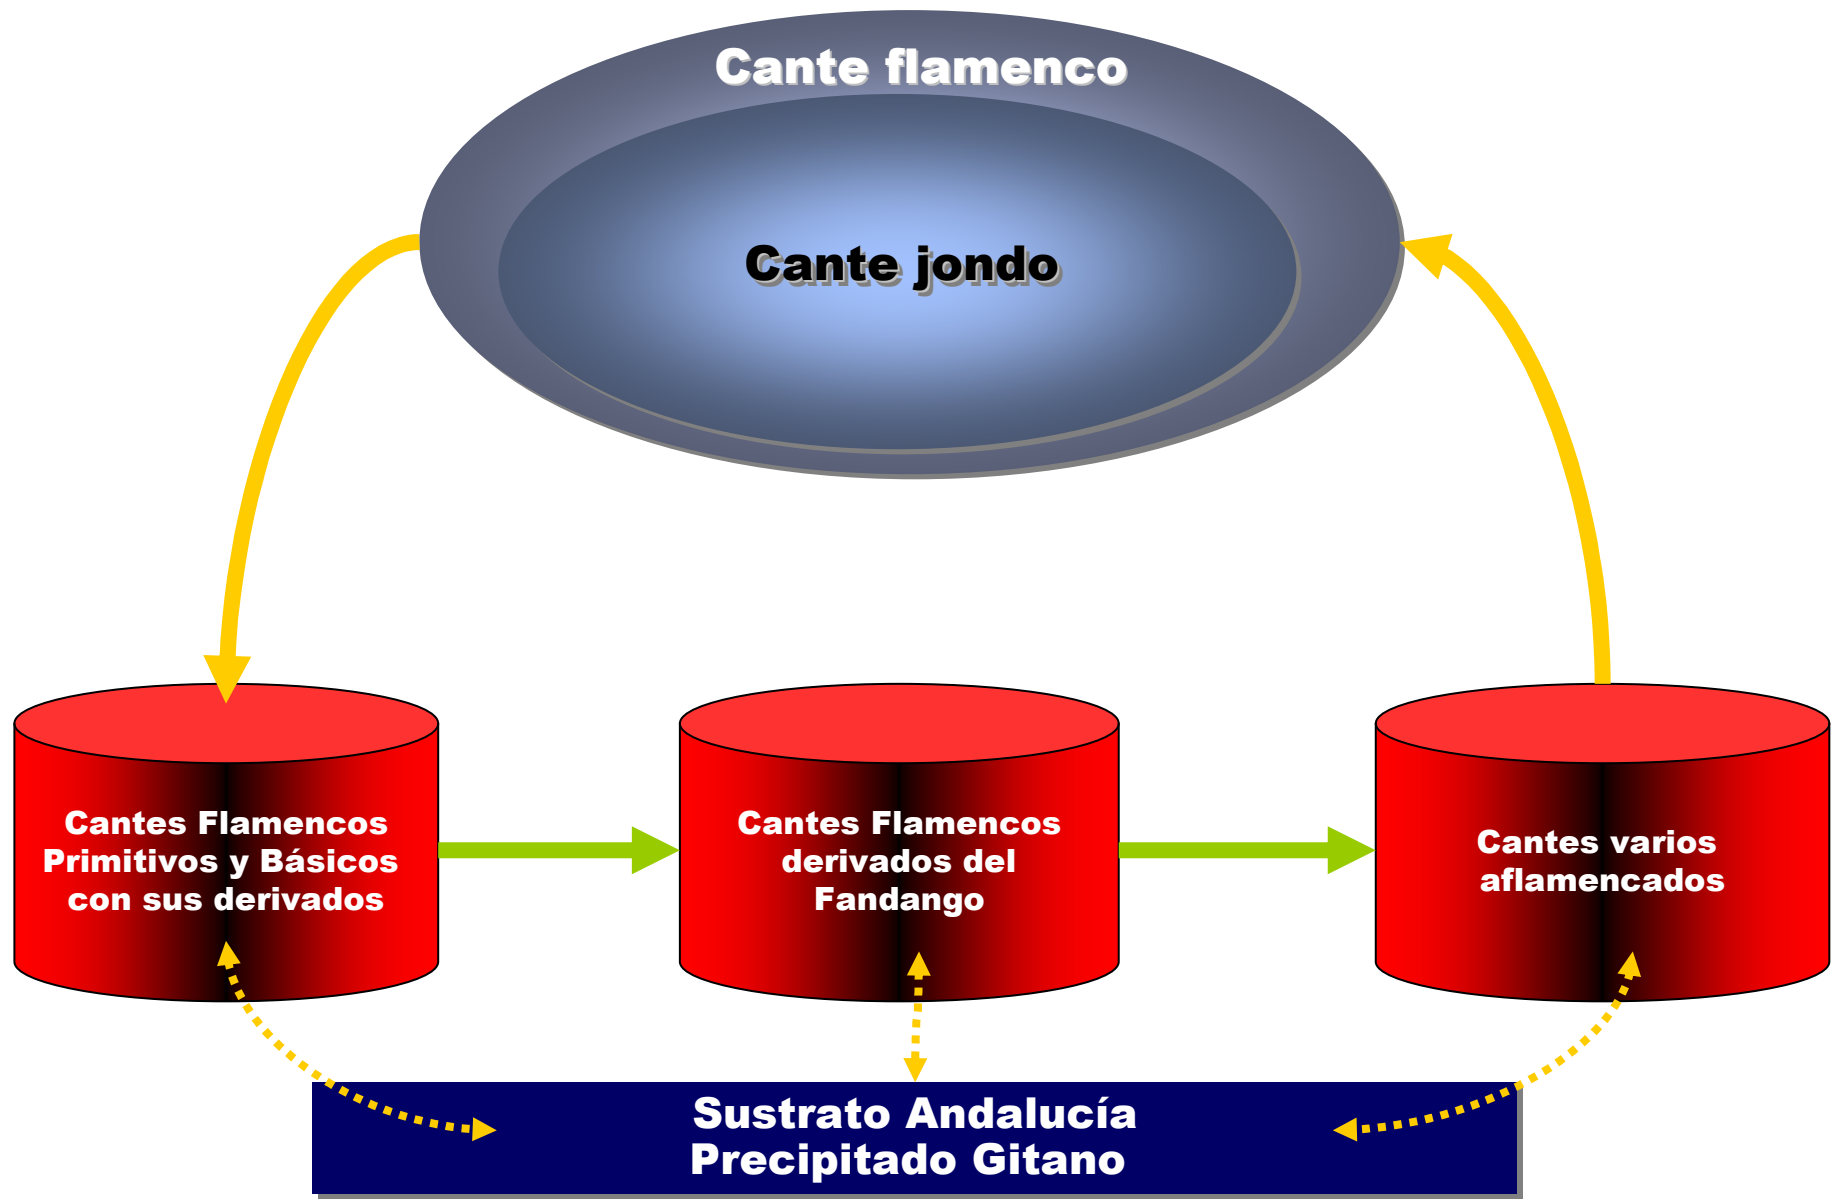 Cante flamenco
Cante jondo
Cantes Flamencos
Primitivos y Básicos
con sus derivados
Cantes Flamencos
derivados del
Fandango
Cantes varios
aflamencados
Sustrato Andalucía
Precipitado Gitano